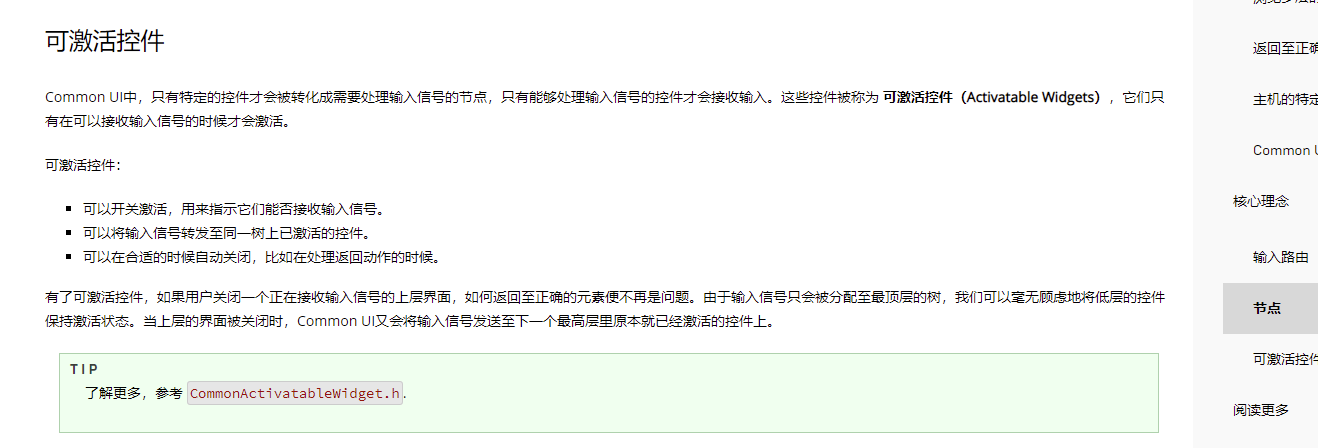 可激活控件
Common UI中，只有特定的控件才会被转化成需要处理输入信号的节点，只有能够处理输入信号的控件才会接收输入。这些控件被称为 可激活控件（Activatable Widgets），它们只
有在可以接收输入信号的时候才会激活。
可激活控件：
可以开关激活，用来指示它们能否接收输入信号。
可以将输入信号转发至同一树上已激活的控件。
可以在合适的时候自动关闭，比如在处理返回动作的时候。
有了可激活控件，如果用户关闭一个正在接收输入信号的上层界面，如何返回至正确的元素便不再是问题。由于输入信号只会被分配至最顶层的树，我们可以毫无顾虑地将低层的控件
保持激活状态。当上层的界面被关闭时，Common UI又会将输入信号发送至下一个最高层里原本就已经激活的控件上。
TIP
了解更多，参考 CommonActivatableWidget.h.
返回至正确
主机的特定
Common U
核心理念
输入路由
节点
可激活控件
阅读更多